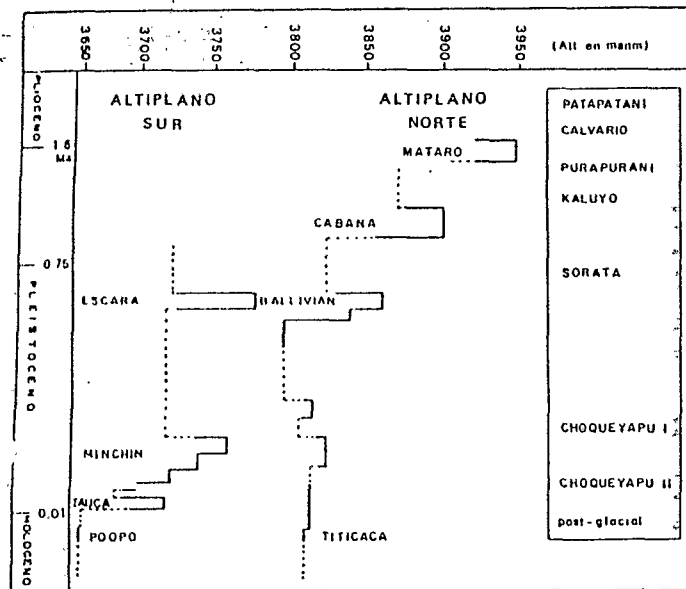 3650
3700
3750
3800
3850
3900
3950
(Alt en manm)
PLIOCENO
1.6
MA
0.75
PLEISTOCENO
0.01
HOLOCENO
ALTIPLANO
SUR
ESCARA
MINCHIN
TAUCA
POOPO
ALTIPLANO
NORTE
MATARO
CABANA
BALLIVIAN
TITICACA
PATAPATANI
CALVARIO
PURAPURANI
KALUYO
SORATA
CHOQUEYAPU I
CHOQUEYAPU II
post-glacial